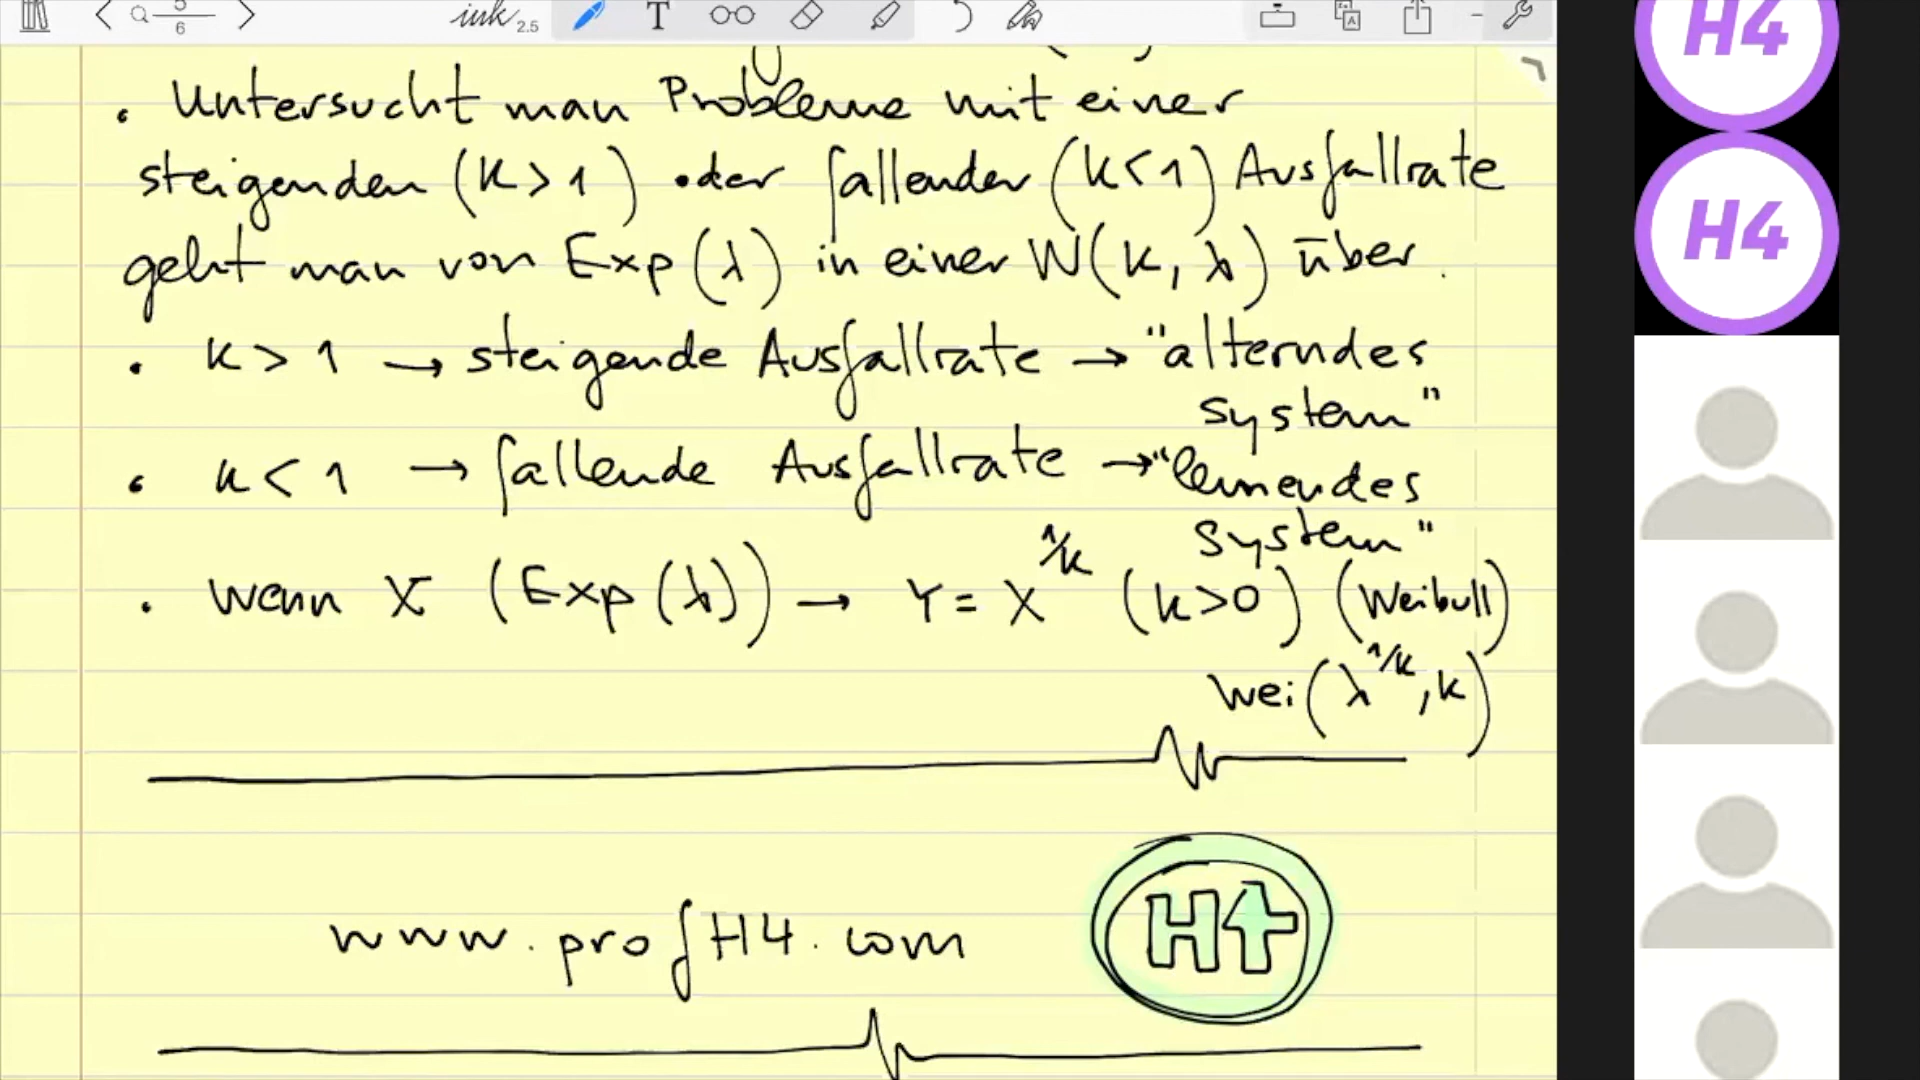 5
6
ink 2.5
T
H4
• Untersucht man Probleme mit einer
steigenden (k > 1) oder fallender (k < 1) Ausfallrate
geht man von Exp(λ) in einer W(k, λ) über.
• k > 1 → steigende Ausfallrate → "alterndes
system"
• k < 1 → fallende Ausfallrate → "lernendes
system"
• wenn X (Exp(λ)) → Y = X^1/k (k > 0) (Weibull)
wei(λ^1/k, k)
H4
www.profH4.com
H4